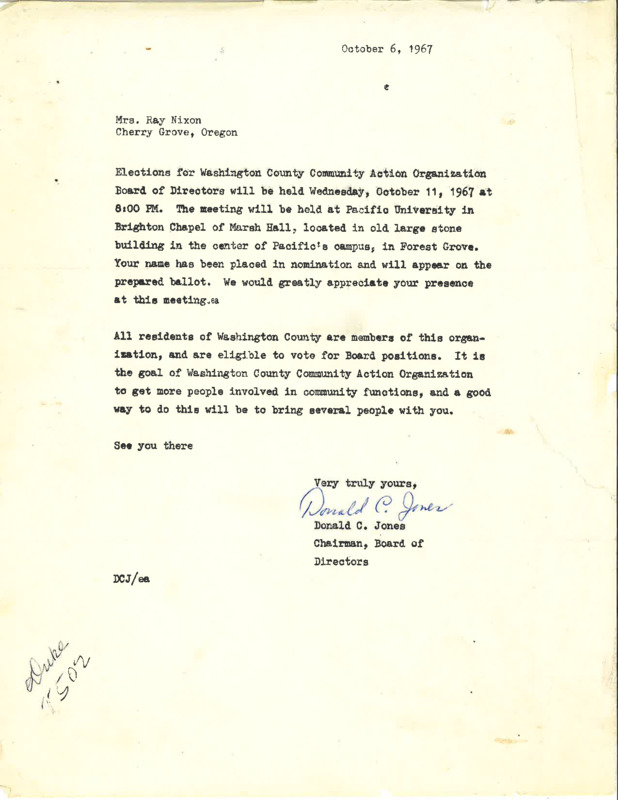 October 6, 1967
Mrs. Ray Nixon
Cherry Grove, Oregon
Elections for Washington County Community Action Organization
Board of Directors will be held Wednesday, October 11, 1967 at
8:00 PM. The meeting will be held at Pacific University in
Brighton Chapel of Marsh Hall, located in old large stone
building in the center of Pacific's campus, in Forest Grove.
Your name has been placed in nomination and will appear on the
prepared ballot. We would greatly appreciate your presence
at this meeting.ea
All residents of Washington County are members of this organ-
ization, and are eligible to vote for Board positions. It is
the goal of Washington County Community Action Organization
to get more people involved in community functions, and a good
way to do this will be to bring several people with you.
See you there
Very truly yours,
Donald C. Jones
Donald C. Jones
Chairman, Board of
Directors
DCJ/ea
Duke